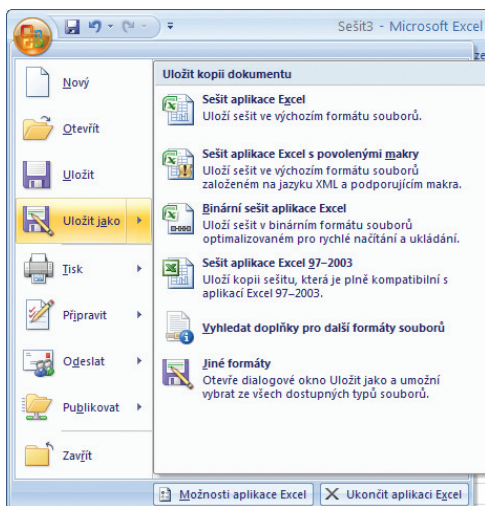 Sešit3 - Microsoft Excel
Nový
Otevřít
Uložit
Uložit jako
Tisk
Připravit
Odeslat
Publikovat
Zavřít
Uložit kopii dokumentu
Sešit aplikace Excel
Uloží sešit ve výchozím formátu souborů.
Sešit aplikace Excel s povolenými makry
Uloží sešit ve výchozím formátu souborů
založeném na jazyku XML a podporujícím makra.
Binární sešit aplikace Excel
Uloží sešit v binárním formátu souborů
optimalizovaném pro rychlé načítání a ukládání.
Sešit aplikace Excel 97–2003
Uloží kopii sešitu, která je plně kompatibilní s
aplikací Excel 97–2003.
Vyhledat doplňky pro další formáty souborů
Jiné formáty
Otevře dialogové okno Uložit jako a umožní
vybrat ze všech dostupných typů souborů.
Možnosti aplikace Excel
Ukončit aplikaci Excel